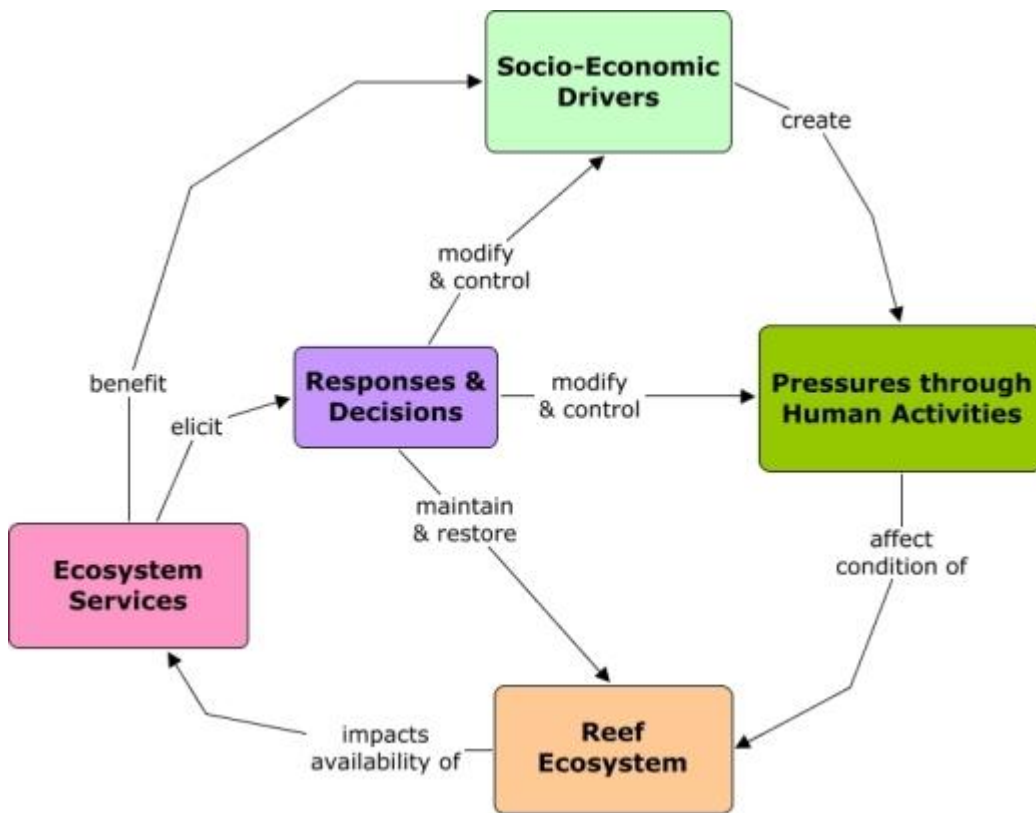 Socio-Economic
Drivers
create
modify
& control
benefit
elicit
Responses &
Decisions
modify
& control
Pressures through
Human Activities
maintain
& restore
Ecosystem
Services
affect
condition of
impacts
availability of
Reef
Ecosystem